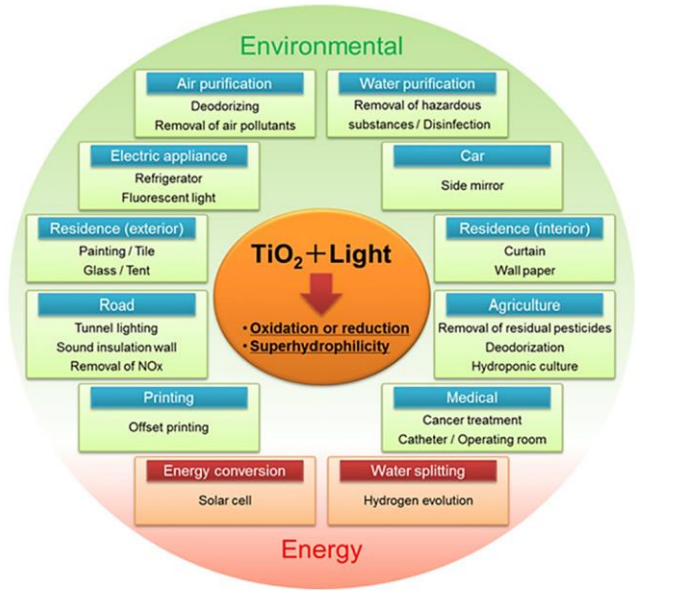 Environmental
Air purification
Deodorizing
Removal of air pollutants
Water purification
Removal of hazardous
substances / Disinfection
Electric appliance
Refrigerator
Fluorescent light
Car
Side mirror
Residence (exterior)
Painting / Tile
Glass / Tent
TiO₂+Light
• Oxidation or reduction
• Superhydrophilicity
Residence (interior)
Curtain
Wall paper
Road
Tunnel lighting
Sound insulation wall
Removal of NOx
Agriculture
Removal of residual pesticides
Deodorization
Hydroponic culture
Printing
Offset printing
Medical
Cancer treatment
Catheter / Operating room
Energy conversion
Solar cell
Water splitting
Hydrogen evolution
Energy